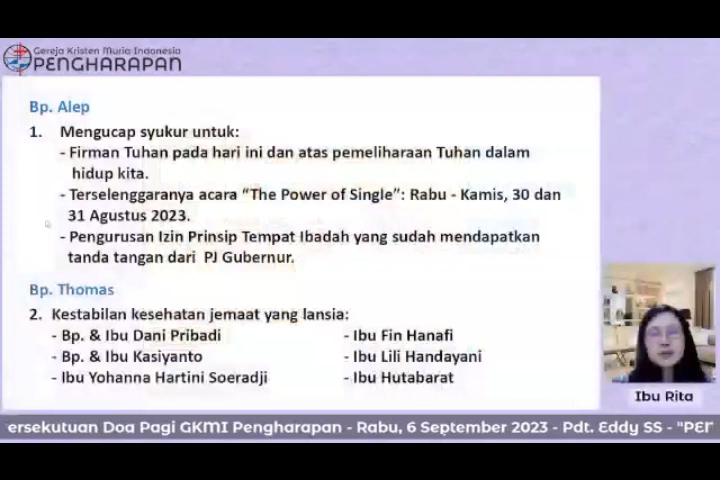 Gereja Kristen Muria Indonesia
PENGHARAPAN
Bp. Alep
1. Mengucap syukur untuk:
- Firman Tuhan pada hari ini dan atas pemeliharaan Tuhan dalam
hidup kita.
- Terselenggaranya acara “The Power of Single”: Rabu - Kamis, 30 dan
31 Agustus 2023.
- Pengurusan Izin Prinsip Tempat Ibadah yang sudah mendapatkan
tanda tangan dari PJ Gubernur.
Bp. Thomas
2. Kestabilan kesehatan jemaat yang lansia:
- Bp. & Ibu Dani Pribadi - Ibu Fin Hanafi
- Bp. & Ibu Kasiyanto - Ibu Lili Handayani
- Ibu Yohanna Hartini Soeradji - Ibu Hutabarat
Ibu Rita
ersekutuan Doa Pagi GKMI Pengharapan - Rabu, 6 September 2023 - Pdt. Eddy SS -